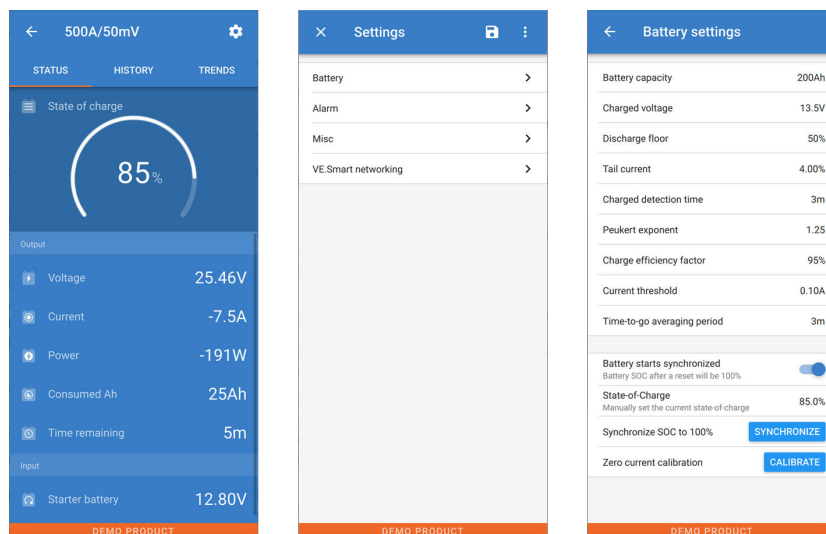 500A/50mV
STATUS HISTORY TRENDS
State of charge
85%
Output
Voltage 25.46V
Current -7.5A
Power -191W
Consumed Ah 25Ah
Time remaining 5m
Input
Starter battery 12.80V
DEMO PRODUCT
Settings
Battery
Alarm
Misc
VE.Smart networking
DEMO PRODUCT
Battery settings
Battery capacity 200Ah
Charged voltage 13.5V
Discharge floor 50%
Tail current 4.00%
Charged detection time 3m
Peukert exponent 1.25
Charge efficiency factor 95%
Current threshold 0.10A
Time-to-go averaging period 3m
Battery starts synchronized
Battery SOC after a reset will be 100%
State-of-Charge 85.0%
Manually set the current state-of-charge
Synchronize SOC to 100% SYNCHRONIZE
Zero current calibration CALIBRATE
DEMO PRODUCT